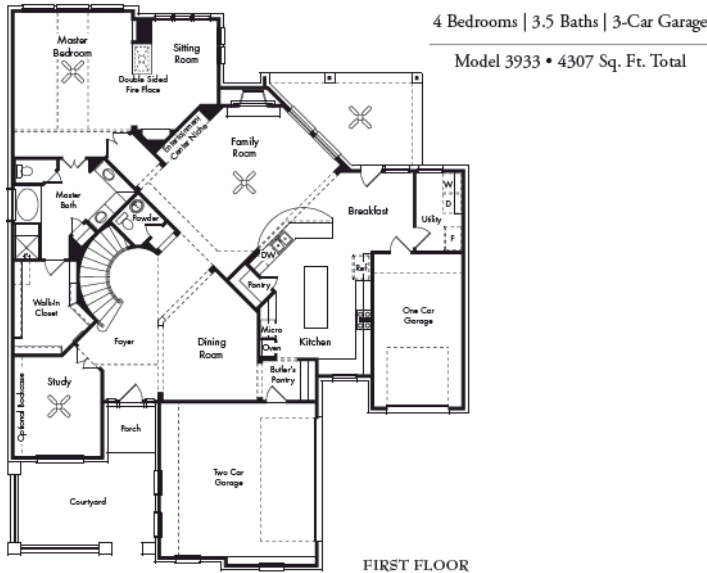 4 Bedrooms | 3.5 Baths | 3-Car Garage
Model 3933 • 4307 Sq. Ft. Total
Master
Bedroom
Sitting
Room
Double Sided
Fire Place
Entertainment
Center Niche
Family
Room
Master
Bath
Powder
Breakfast
W
D
Utility
F
DW
Pantry
Ref.
Walk-In
Closet
Micro
Oven
Kitchen
One Car
Garage
Foyer
Dining
Room
Butler's
Pantry
Study
Optional Bookcase
Porch
Two Car
Garage
Courtyard
FIRST FLOOR